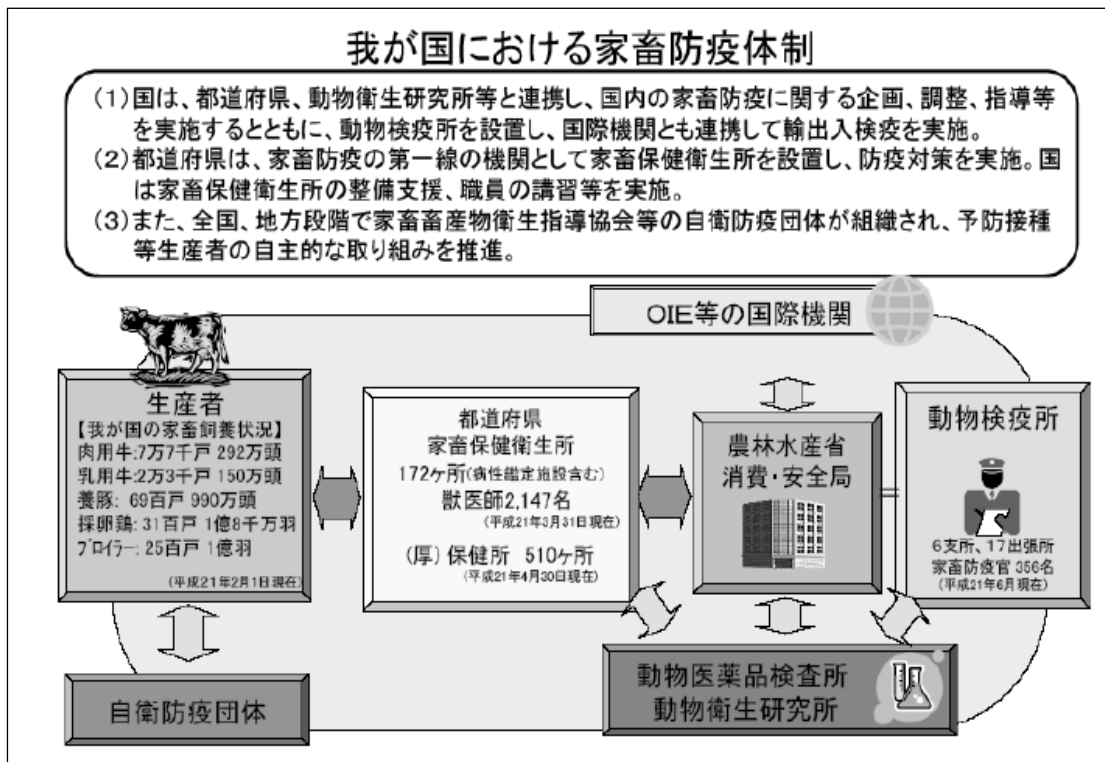 我が国における家畜防疫体制
(1)国は、都道府県、動物衛生研究所等と連携し、国内の家畜防疫に関する企画、調整、指導等
を実施するとともに、動物検疫所を設置し、国際機関とも連携して輸出入検疫を実施。
(2)都道府県は、家畜防疫の第一線の機関として家畜保健衛生所を設置し、防疫対策を実施。国
は家畜保健衛生所の整備支援、職員の講習等を実施。
(3)また、全国、地方段階で家畜畜産物衛生指導協会等の自衛防疫団体が組織され、予防接種
等生産者の自主的な取り組みを推進。
OIE等の国際機関
生産者
【我が国の家畜飼養状況】
肉用牛:7万7千戸 292万頭
乳用牛:2万3千戸 150万頭
養豚: 69百戸 990万頭
採卵鶏: 31百戸 1億8千万羽
ブロイラー: 25百戸 1億羽
(平成21年2月1日現在)
都道府県
家畜保健衛生所
172ヶ所(病性鑑定施設含む)
獣医師2,147名
(平成21年3月31日現在)
(厚)保健所 510ヶ所
(平成21年4月30日現在)
農林水産省
消費・安全局
動物検疫所
6支所、17出張所
家畜防疫官 356名
(平成21年6月現在)
自衛防疫団体
動物医薬品検査所
動物衛生研究所